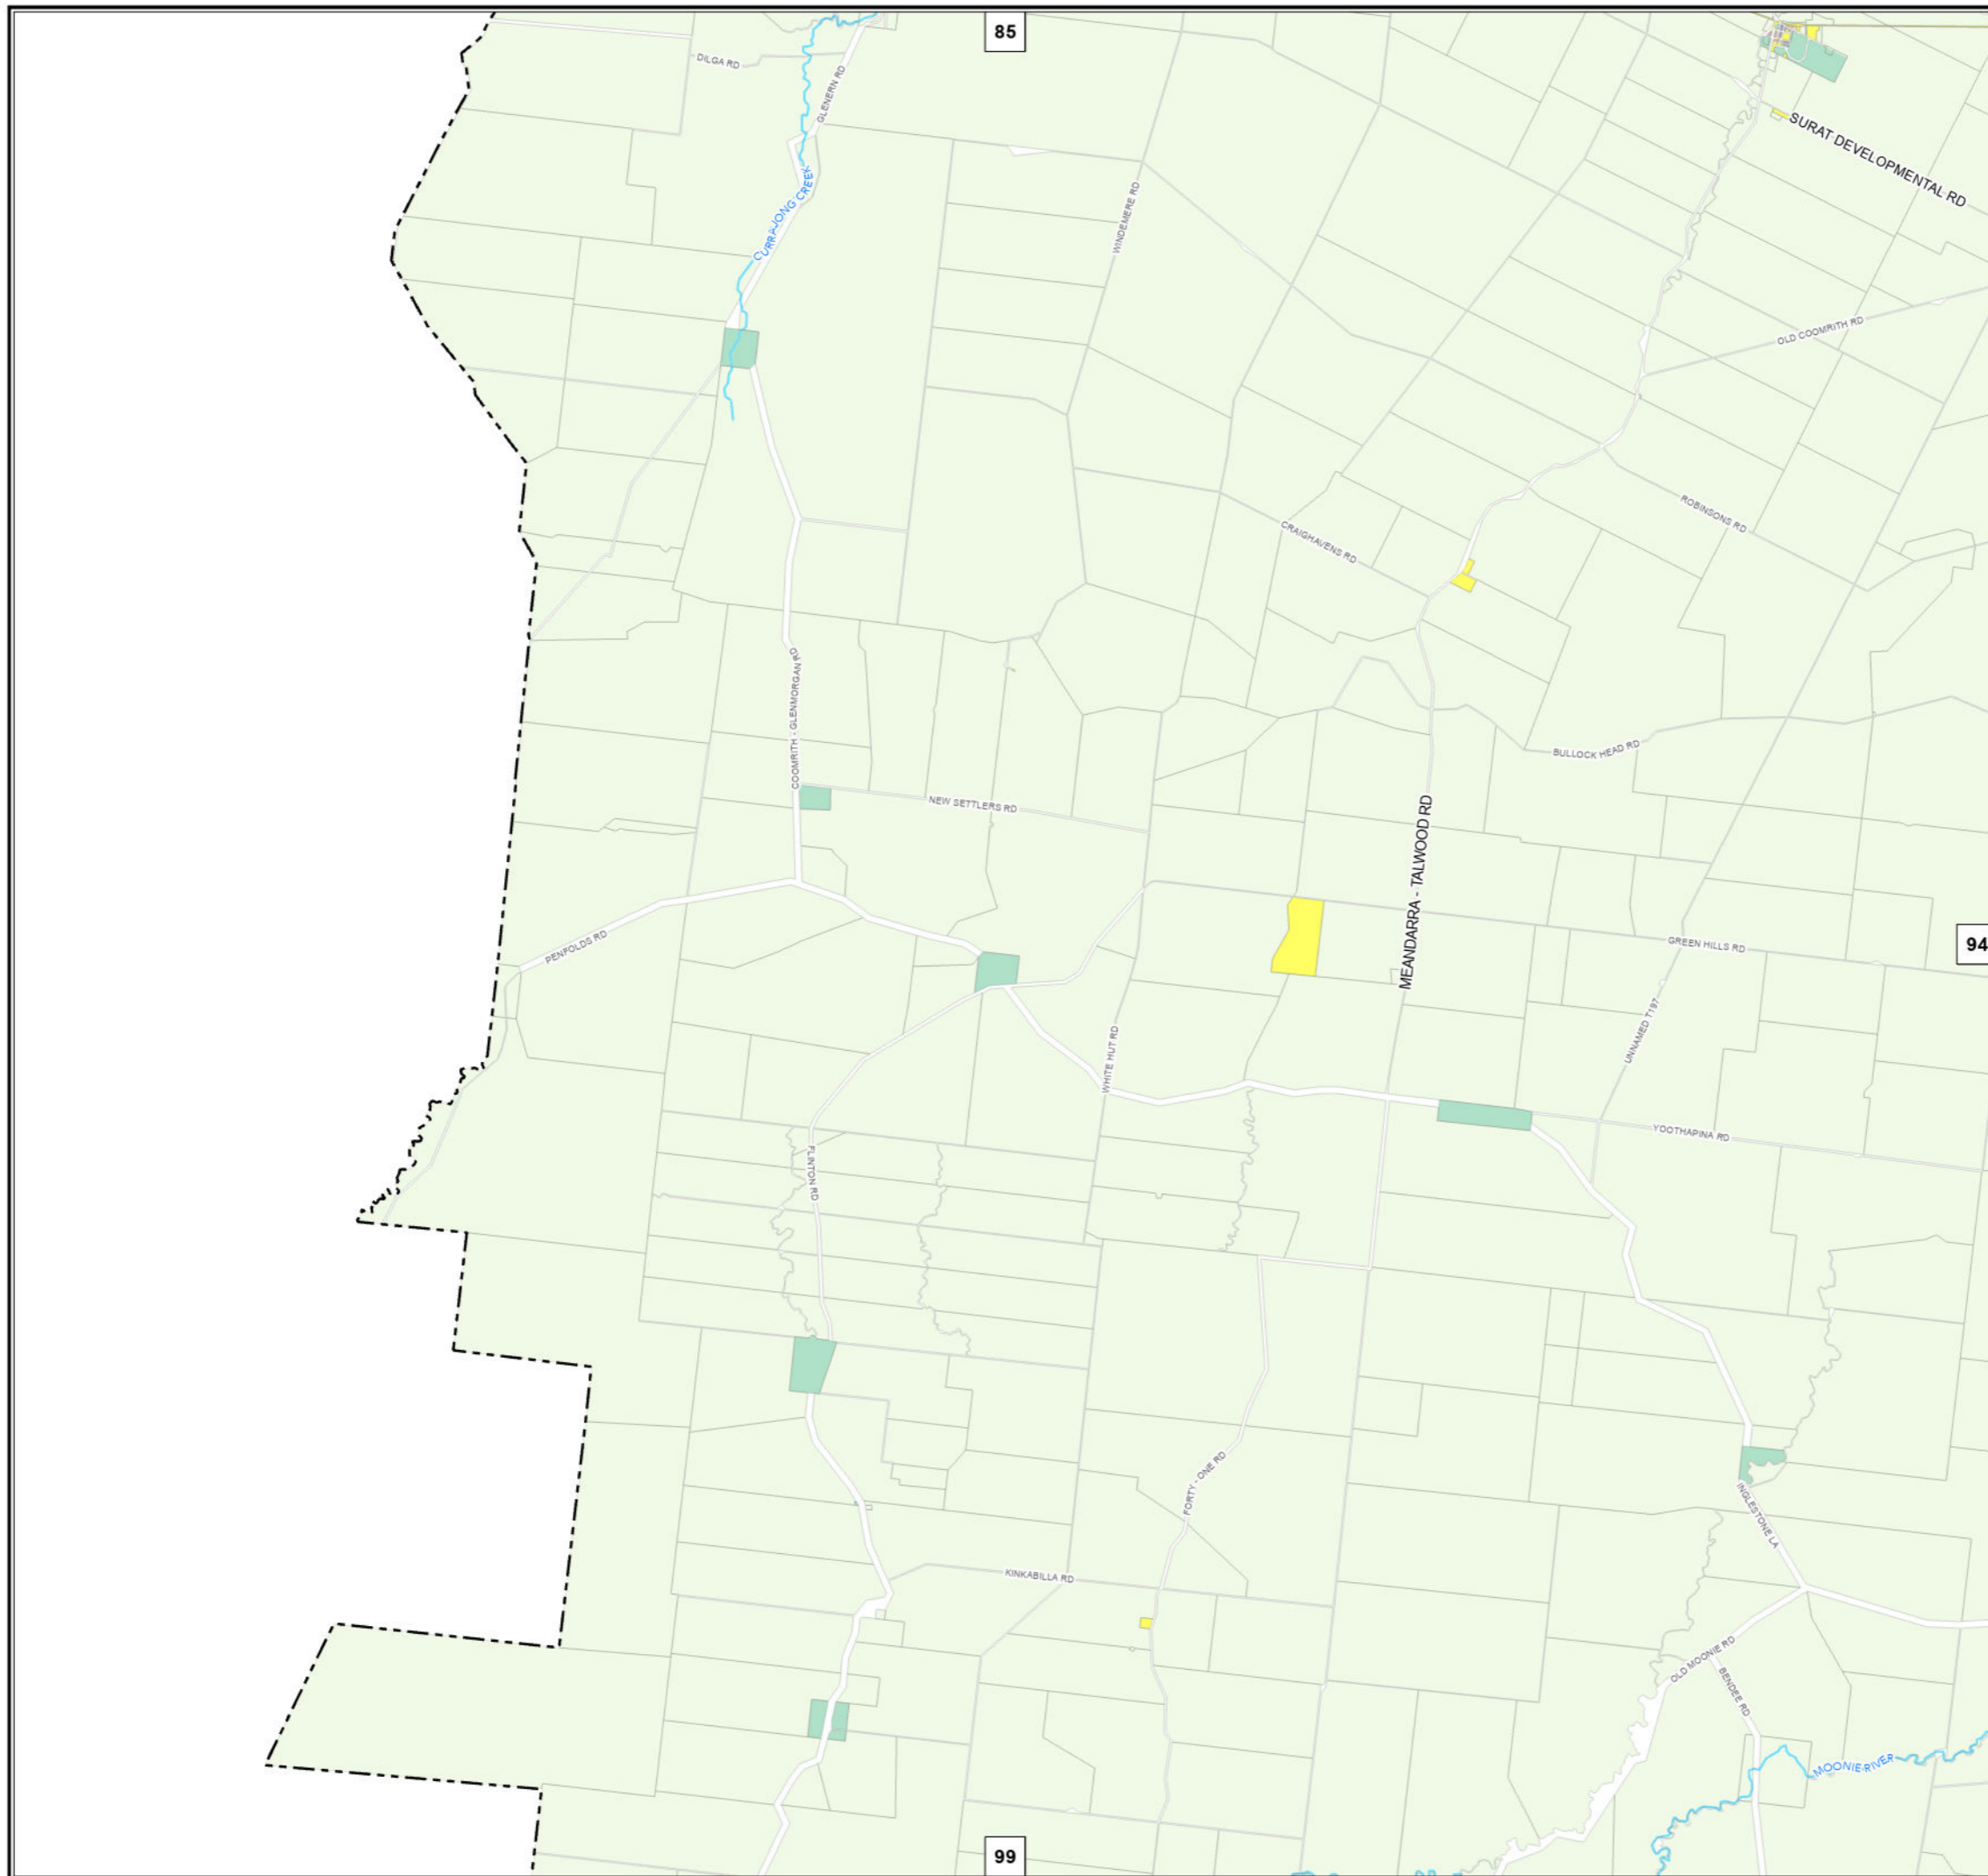 85
DILGA RD
GLENERN RD
SURAT DEVELOPMENTAL RD
CURRAJONG CREEK
WINDEMERE RD
OLD COOMRITH RD
ROBINSONS RD
CRAIGHAVENS RD
COOMRITH - GLENMORGAN RD
BULLOCK HEAD RD
NEW SETTLERS RD
MEANDARRA - TALWOOD RD
PENFOLDS RD
GREEN HILLS RD
94
UNNAMED T197
WHITE HUT RD
YOOTHAPINA RD
FLINTON RD
FORTY - ONE RD
INGLESTONE LA
KINKABILLA RD
OLD MOONIE RD
BENDEE RD
MOONIE RIVER
99